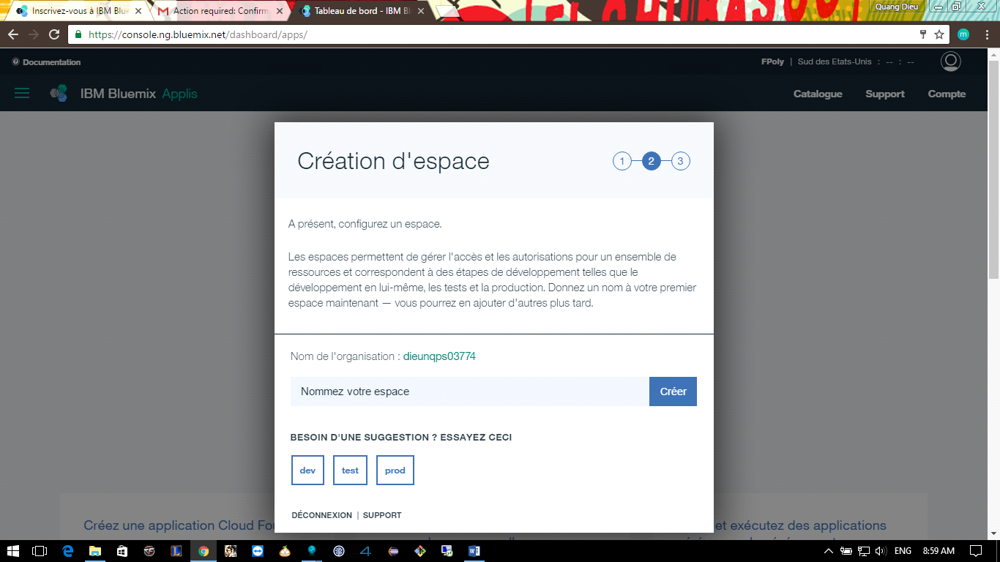 Inscrivez-vous à IBM Blue
Action required: Confirm
Tableau de bord - IBM Bl
Quang Dieu
https://console.ng.bluemix.net/dashboard/apps/
m
Documentation
FPoly | Sud des Etats-Unis : -- : --
IBM Bluemix Applis
Catalogue Support Compte
Création d'espace
1 2 3
A présent, configurez un espace.
Les espaces permettent de gérer l'accès et les autorisations pour un ensemble de
ressources et correspondent à des étapes de développement telles que le
développement en lui-même, les tests et la production. Donnez un nom à votre premier
espace maintenant — vous pourrez en ajouter d'autres plus tard.
Nom de l'organisation : dieunqps03774
Nommez votre espace
Créer
BESOIN D'UNE SUGGESTION ? ESSAYEZ CECI
dev test prod
DÉCONNEXION | SUPPORT
Créez une application Cloud Fou
et exécutez des applications
ENG 8:59 AM